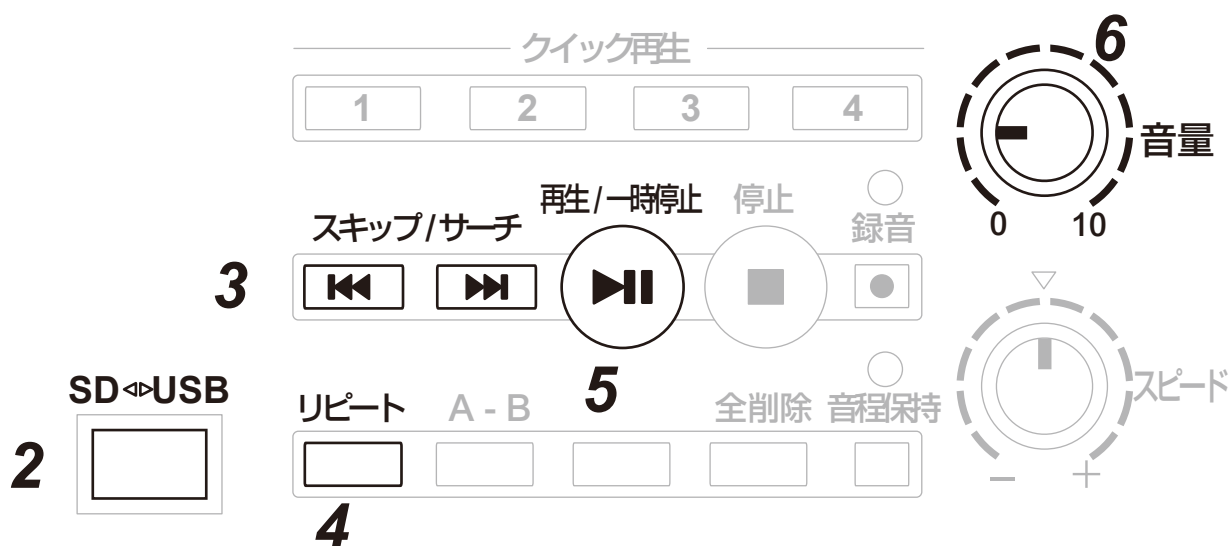 クイック再生
6
1 2 3 4
音量
0 10
再生/一時停止 停止
スキップ/サーチ 録音
3
SD USB
5
リピート A - B 全削除 音程保持
スピード
2
− +
4